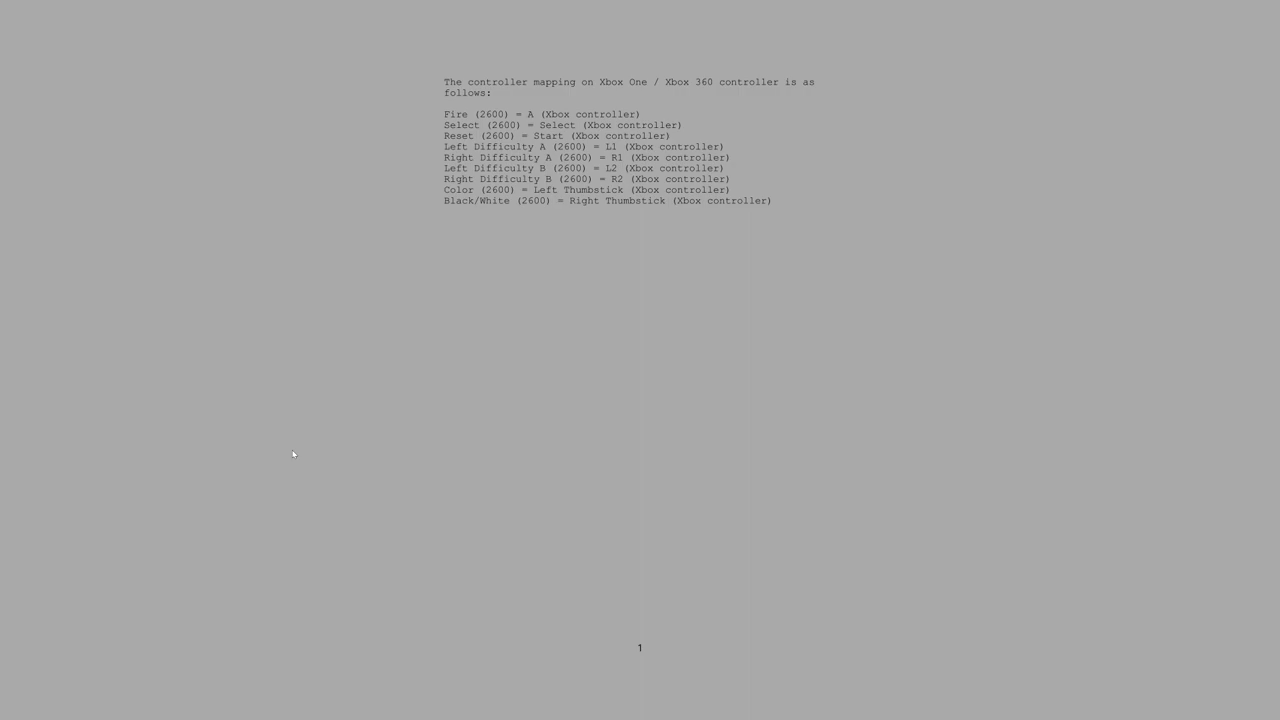 The controller mapping on Xbox One / Xbox 360 controller is as
follows:
Fire (2600) = A (Xbox controller)
Select (2600) = Select (Xbox controller)
Reset (2600) = Start (Xbox controller)
Left Difficulty A (2600) = L1 (Xbox controller)
Right Difficulty A (2600) = R1 (Xbox controller)
Left Difficulty B (2600) = L2 (Xbox controller)
Right Difficulty B (2600) = R2 (Xbox controller)
Color (2600) = Left Thumbstick (Xbox controller)
Black/White (2600) = Right Thumbstick (Xbox controller)
1